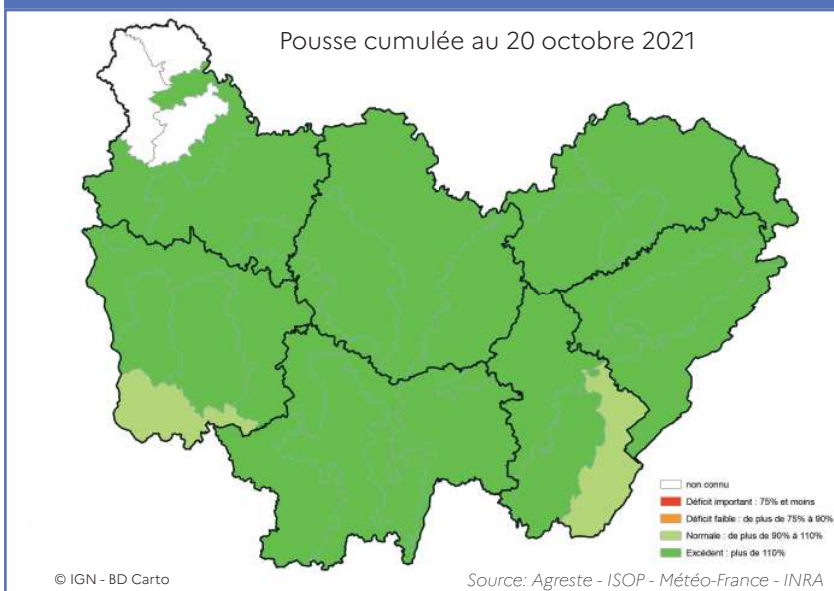 Pousse cumulée au 20 octobre 2021
non connu
Déficit important : 75% et moins
Déficit faible : de plus de 75% à 90%
Normale : de plus de 90% à 110%
Excédent : plus de 110%
© IGN - BD Carto
Source: Agreste - ISOP - Météo-France - INRA